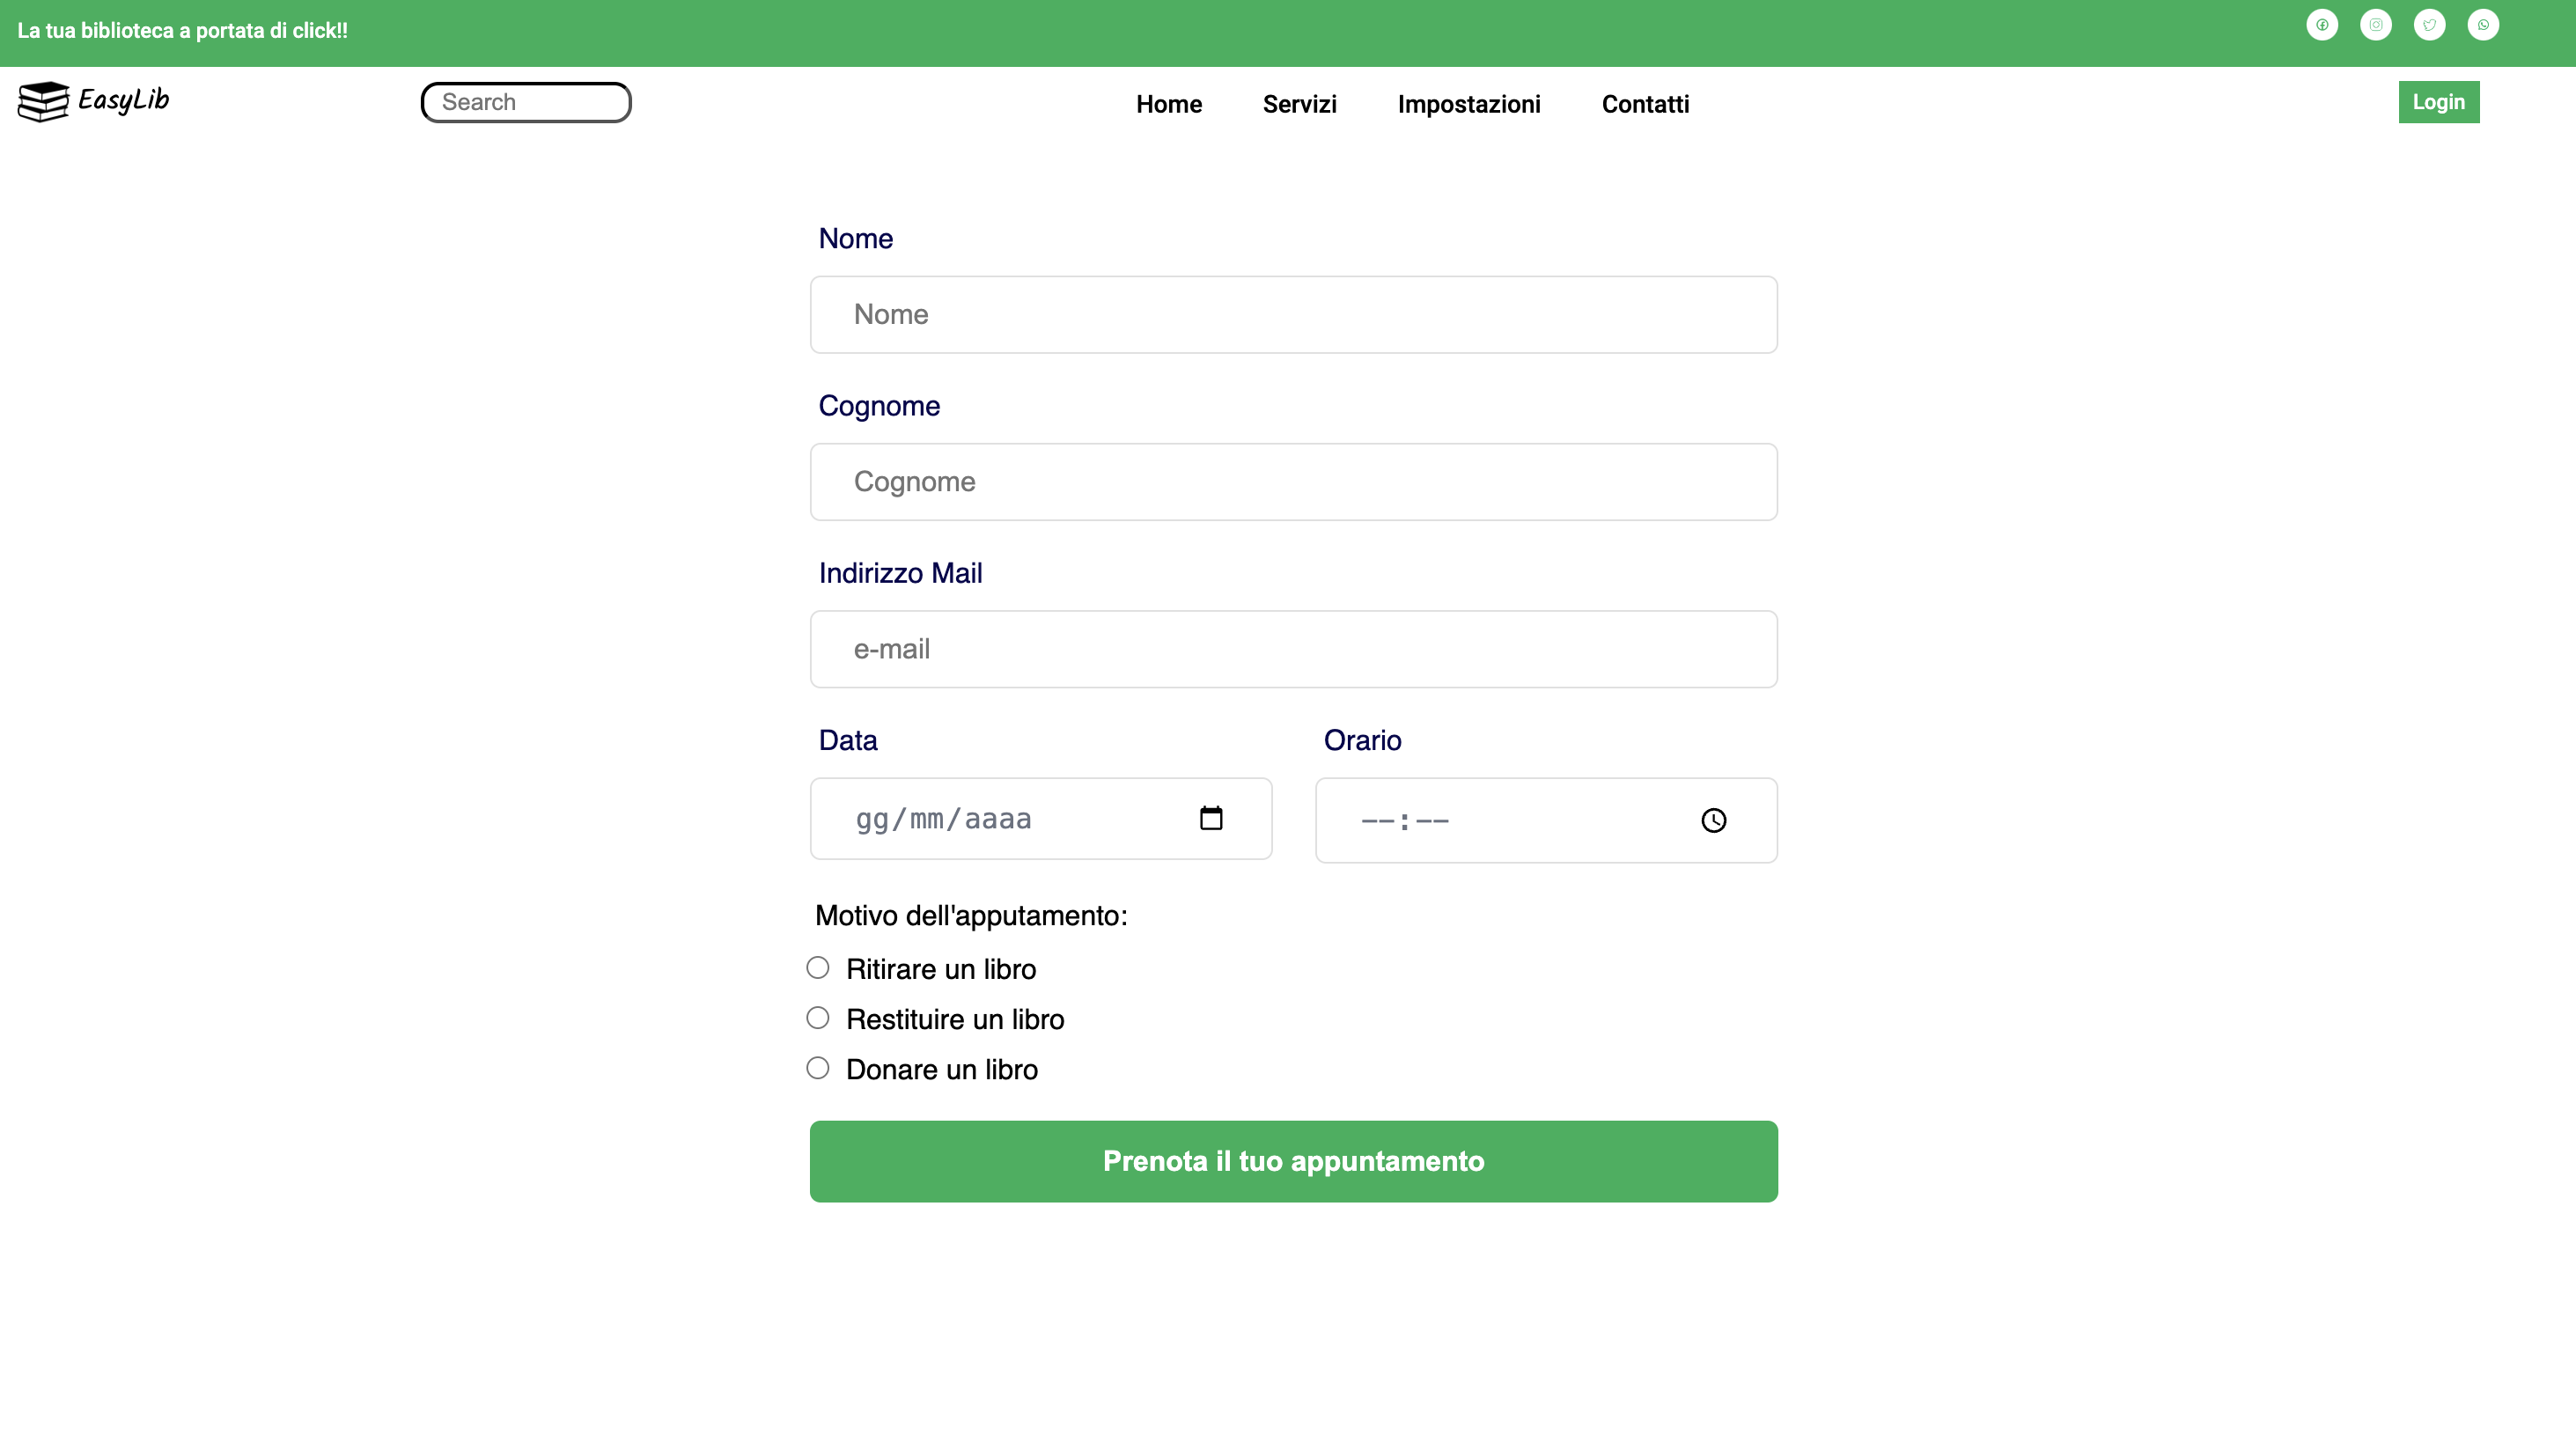 La tua biblioteca a portata di click!!
EasyLib
Search
Home Servizi Impostazioni Contatti
Login
Nome
Nome
Cognome
Cognome
Indirizzo Mail
e-mail
Data Orario
gg/mm/aaaa --:--
Motivo dell'apputamento:
Ritirare un libro
Restituire un libro
Donare un libro
Prenota il tuo appuntamento